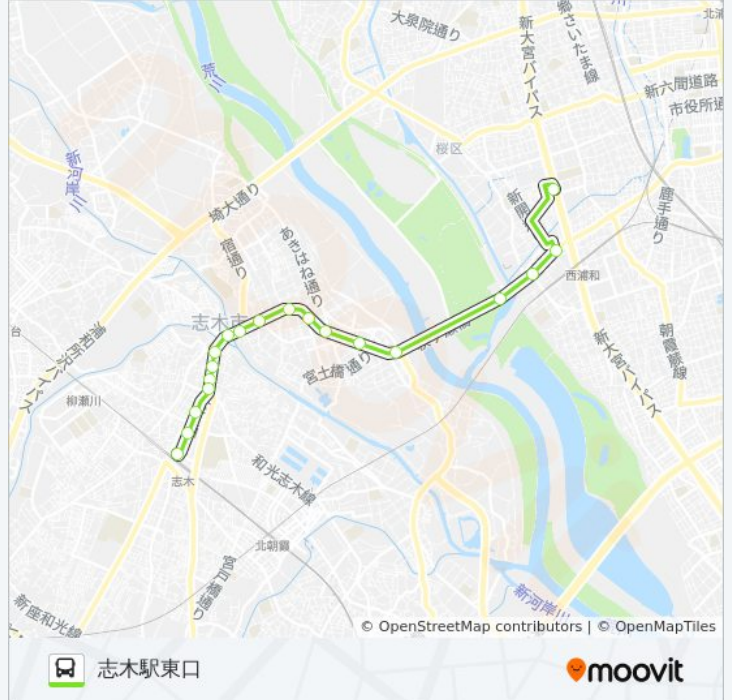 大泉院通り
新大宮バイパス
郷さいたま線
荒川
新六間道路
市役所通
桜区
新河岸川
埼大通り
鹿手通り
宿通り
あきはね通り
西浦和
志木市
台
浦和所沢バイパス
宮士橋通り
新大宮バイパス
朝霞蕨線
柳瀬川
志木
和光志木線
北朝霞
宮戸橋通り
新河岸川
新座和光線
© OpenStreetMap contributors | © OpenMapTiles
志木駅東口
moovit